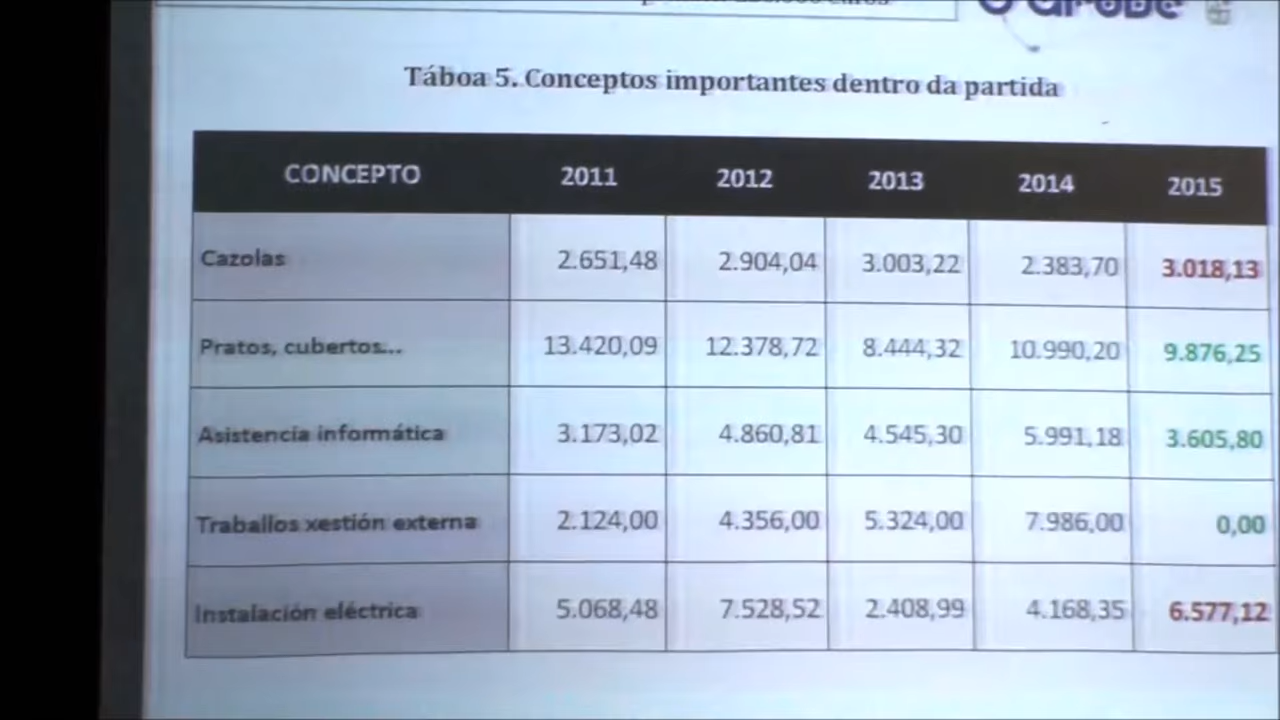 Táboa 5. Conceptos importantes dentro da partida
CONCEPTO 2011 2012 2013 2014 2015
Cazolas 2.651,48 2.904,04 3.003,22 2.383,70 3.018,13
Pratos, cubertos... 13.420,09 12.378,72 8.444,32 10.990,20 9.876,25
Asistencia informática 3.173,02 4.860,81 4.545,30 5.991,18 3.605,80
Traballos xestión externa 2.124,00 4.356,00 5.324,00 7.986,00 0,00
Instalación eléctrica 5.068,48 7.528,52 2.408,99 4.168,35 6.577,12